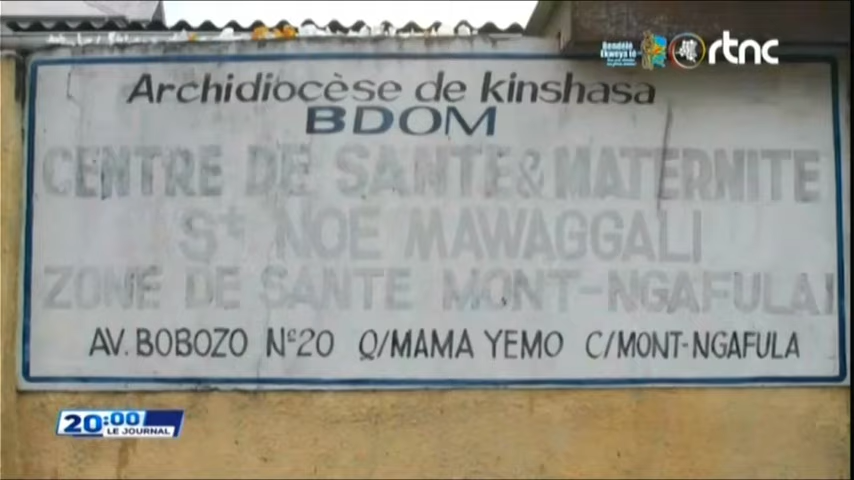 rtnc
Archidiocèse de kinshasa
BDOM
CENTRE DE SANTE & MATERNITE
St NOE MAWAGGALI
ZONE DE SANTE MONT-NGAFULA I
AV. BOBOZO N°20 Q/MAMA YEMO C/MONT-NGAFULA
20:00
LE JOURNAL